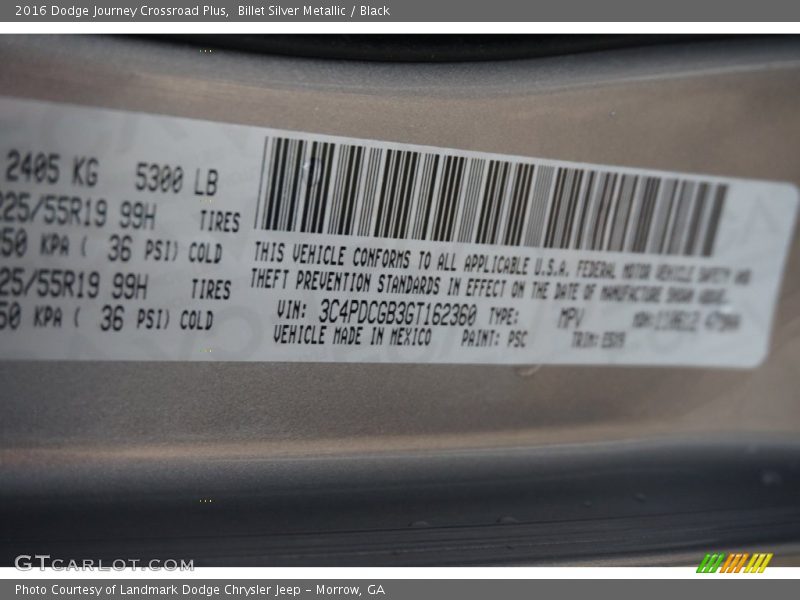 2016 Dodge Journey Crossroad Plus, Billet Silver Metallic / Black
2405 KG 5300 LB
225/55R19 99H TIRES
50 KPA ( 36 PSI) COLD
25/55R19 99H TIRES
50 KPA ( 36 PSI) COLD
THIS VEHICLE CONFORMS TO ALL APPLICABLE U.S.A. FEDERAL MOTOR VEHICLE SAFETY AND
THEFT PREVENTION STANDARDS IN EFFECT ON THE DATE OF MANUFACTURE SHOWN ABOVE.
VIN: 3C4PDCGB3GT162360 TYPE: MPV
VEHICLE MADE IN MEXICO PAINT: PSC TRIM:
GTCARLOT.COM
Photo Courtesy of Landmark Dodge Chrysler Jeep – Morrow, GA